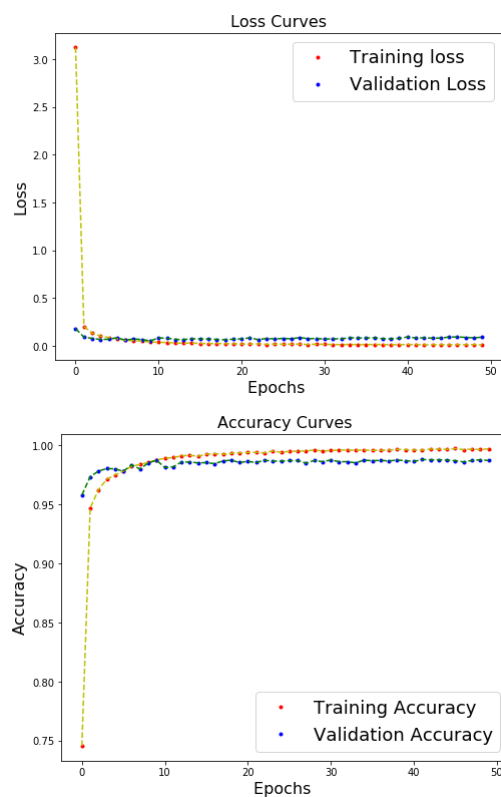 Loss Curves
Training loss
Validation Loss
3.0
2.5
2.0
1.5
1.0
0.5
0.0
Loss
0 10 20 30 40 50
Epochs
Accuracy Curves
1.00
0.95
0.90
0.85
0.80
0.75
Accuracy
Training Accuracy
Validation Accuracy
0 10 20 30 40 50
Epochs